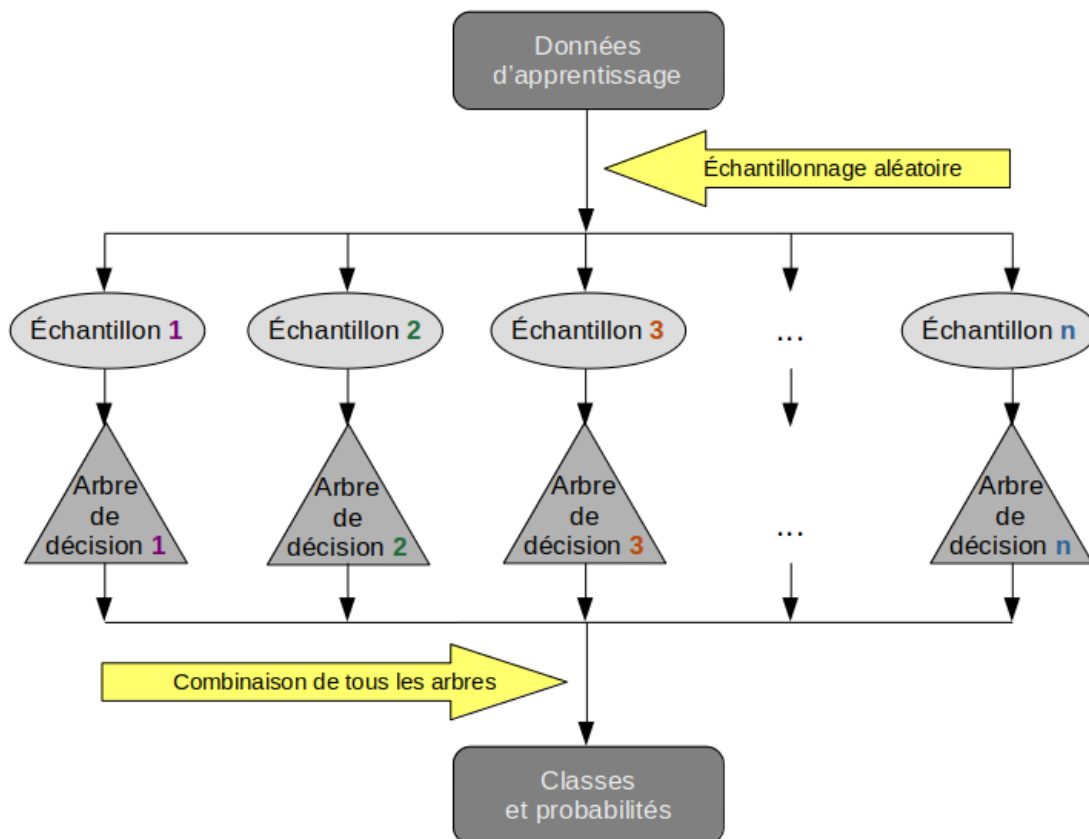 Données
d'apprentissage
Échantillonnage aléatoire
Échantillon 1
Échantillon 2
Échantillon 3
...
Échantillon n
Arbre
de
décision 1
Arbre
de
décision 2
Arbre
de
décision 3
...
Arbre
de
décision n
Combinaison de tous les arbres
Classes
et probabilités